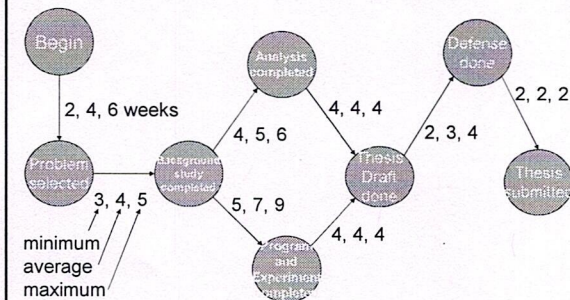 Begin
2, 4, 6 weeks
Problem
selected
3, 4, 5
minimum
average
maximum
Background
study
completed
4, 5, 6
5, 7, 9
Analysis
completed
Program
and
Experiment
complete
4, 4, 4
4, 4, 4
Thesis
Draft
done
2, 3, 4
Defense
done
2, 2, 2
Thesis
submitted